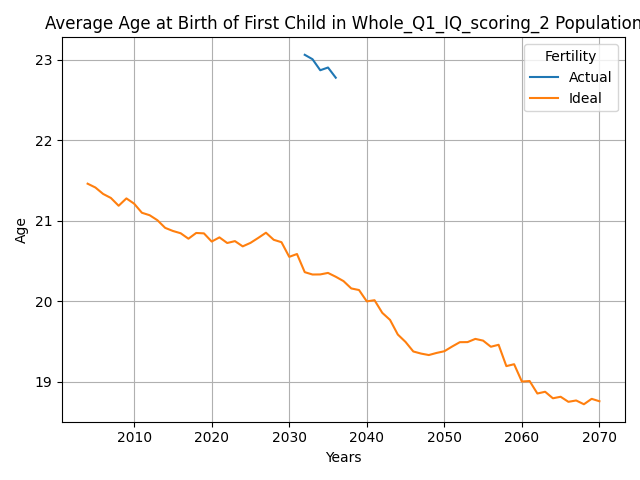 Average Age at Birth of First Child in Whole_Q1_IQ_scoring_2 Population
Fertility
Actual
Ideal
23
22
21
20
19
Age
2010 2020 2030 2040 2050 2060 2070
Years